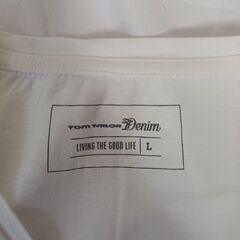 TOM TAILOR Denim
LIVING THE GOOD LIFE | L